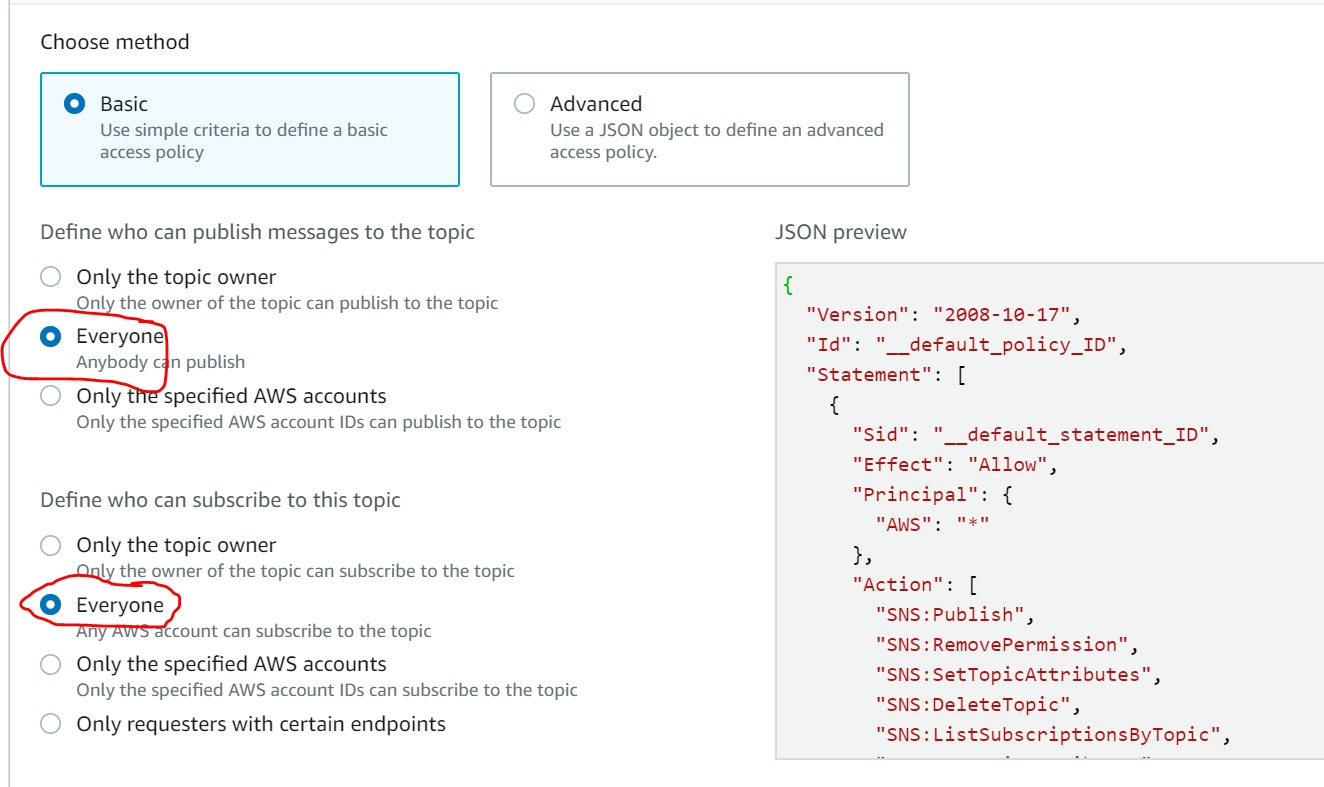 Choose method
Basic
Use simple criteria to define a basic
access policy
Advanced
Use a JSON object to define an advanced
access policy.
Define who can publish messages to the topic
Only the topic owner
Only the owner of the topic can publish to the topic
Everyone
Anybody can publish
Only the specified AWS accounts
Only the specified AWS account IDs can publish to the topic
Define who can subscribe to this topic
Only the topic owner
Only the owner of the topic can subscribe to the topic
Everyone
Any AWS account can subscribe to the topic
Only the specified AWS accounts
Only the specified AWS account IDs can subscribe to the topic
Only requesters with certain endpoints
JSON preview
{
"Version": "2008-10-17",
"Id": "__default_policy_ID",
"Statement": [
{
"Sid": "__default_statement_ID",
"Effect": "Allow",
"Principal": {
"AWS": "*"
},
"Action": [
"SNS:Publish",
"SNS:RemovePermission",
"SNS:SetTopicAttributes",
"SNS:DeleteTopic",
"SNS:ListSubscriptionsByTopic",